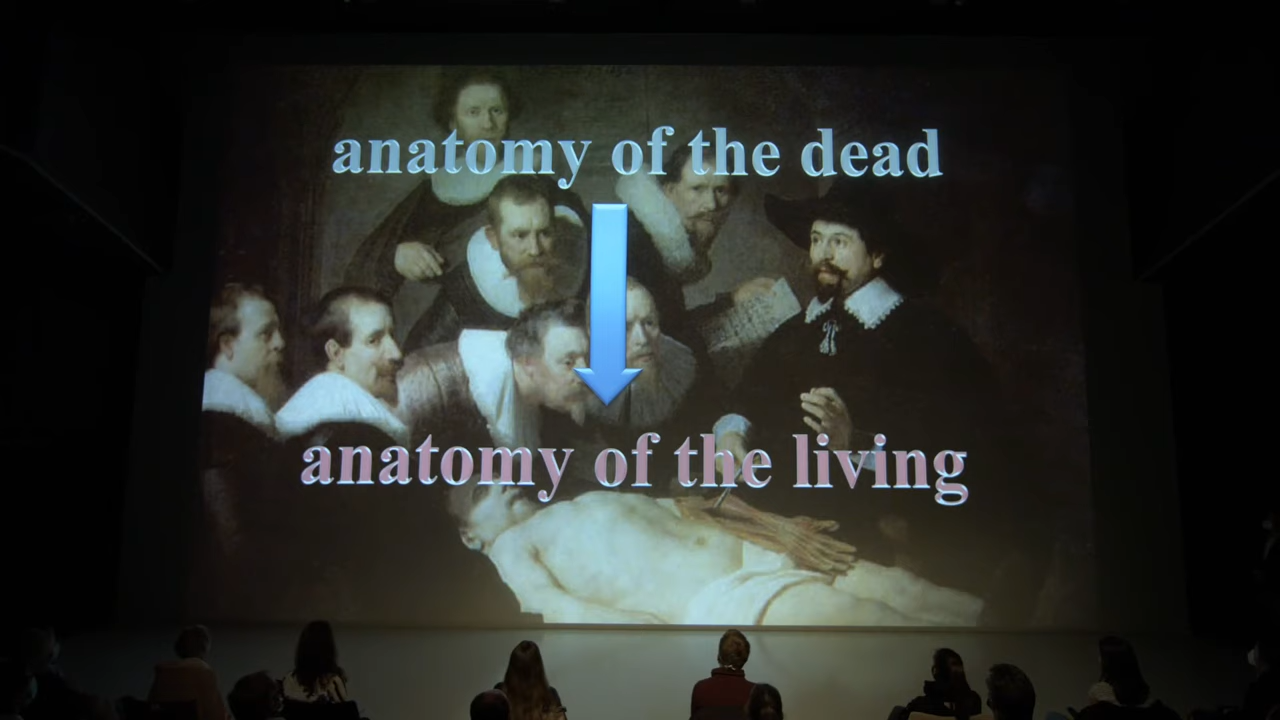 anatomy of the dead
anatomy of the living